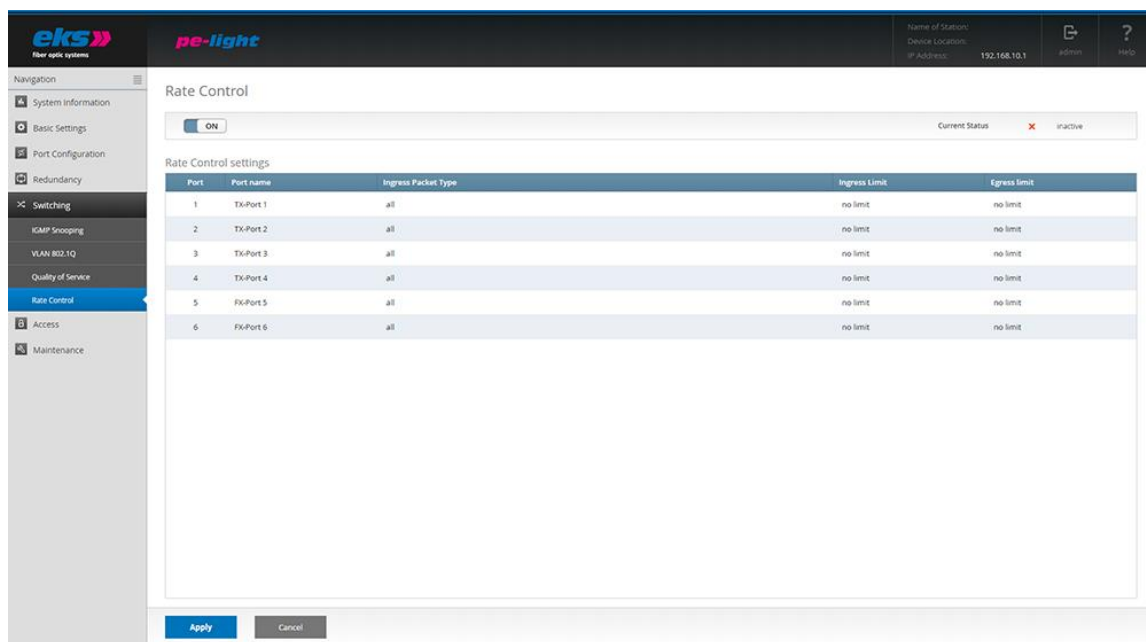 eks
fiber optic systems
pe-light
Name of Station:
Device Location:
IP Address: 192.168.10.1
admin
? Help
Navigation
System Information
Basic Settings
Port Configuration
Redundancy
Switching
IGMP Snooping
VLAN 802.1Q
Quality of Service
Rate Control
Access
Maintenance
Rate Control
ON
Current Status inactive
Rate Control settings
Port Port name Ingress Packet Type Ingress Limit Egress limit
1 TX-Port 1 all no limit no limit
2 TX-Port 2 all no limit no limit
3 TX-Port 3 all no limit no limit
4 TX-Port 4 all no limit no limit
5 FX-Port 5 all no limit no limit
6 FX-Port 6 all no limit no limit
Apply Cancel